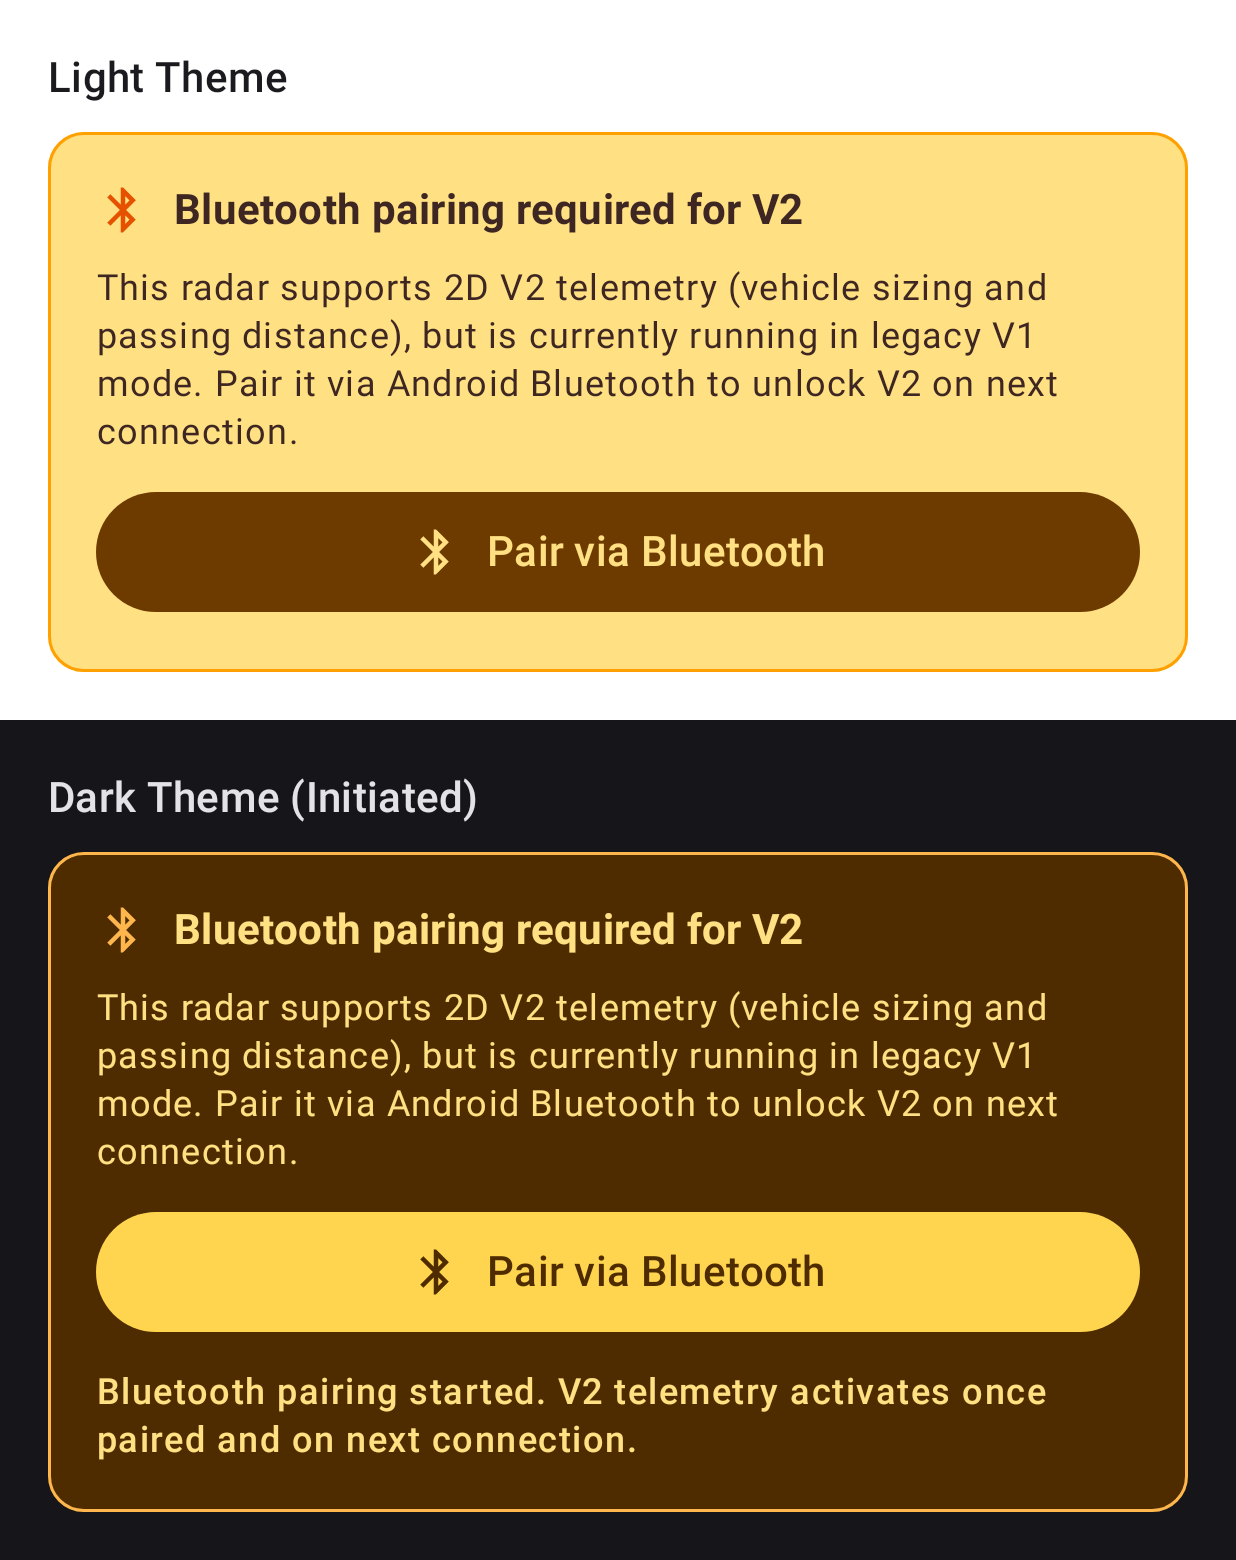 Light Theme
Bluetooth pairing required for V2
This radar supports 2D V2 telemetry (vehicle sizing and
passing distance), but is currently running in legacy V1
mode. Pair it via Android Bluetooth to unlock V2 on next
connection.
Pair via Bluetooth
Dark Theme (Initiated)
Bluetooth pairing required for V2
This radar supports 2D V2 telemetry (vehicle sizing and
passing distance), but is currently running in legacy V1
mode. Pair it via Android Bluetooth to unlock V2 on next
connection.
Pair via Bluetooth
Bluetooth pairing started. V2 telemetry activates once
paired and on next connection.